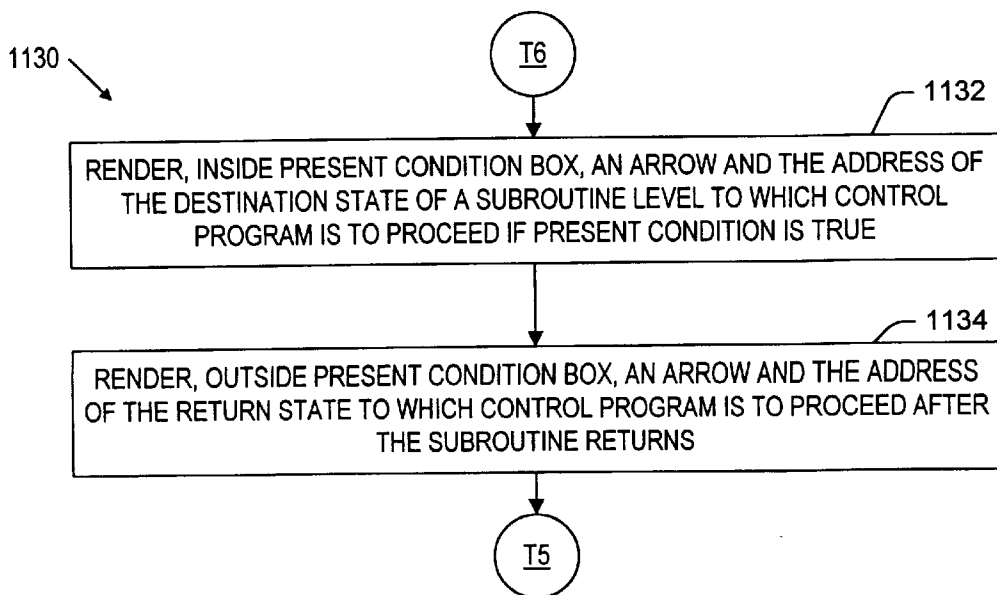 T6
1130
1132
RENDER, INSIDE PRESENT CONDITION BOX, AN ARROW AND THE ADDRESS OF
THE DESTINATION STATE OF A SUBROUTINE LEVEL TO WHICH CONTROL
PROGRAM IS TO PROCEED IF PRESENT CONDITION IS TRUE
1134
RENDER, OUTSIDE PRESENT CONDITION BOX, AN ARROW AND THE ADDRESS
OF THE RETURN STATE TO WHICH CONTROL PROGRAM IS TO PROCEED AFTER
THE SUBROUTINE RETURNS
T5